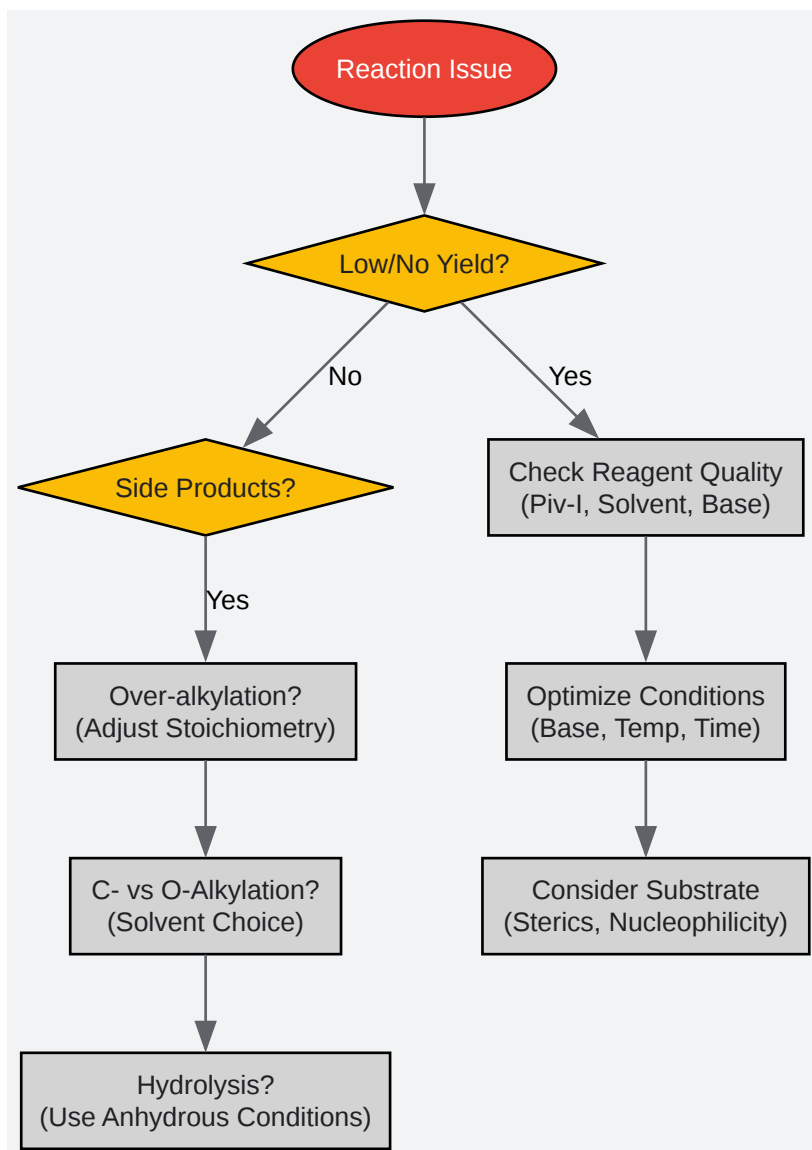 Reaction Issue
Low/No Yield?
No
Yes
Side Products?
Check Reagent Quality
(Piv-I, Solvent, Base)
Yes
Over-alkylation?
(Adjust Stoichiometry)
Optimize Conditions
(Base, Temp, Time)
C- vs O-Alkylation?
(Solvent Choice)
Consider Substrate
(Sterics, Nucleophilicity)
Hydrolysis?
(Use Anhydrous Conditions)